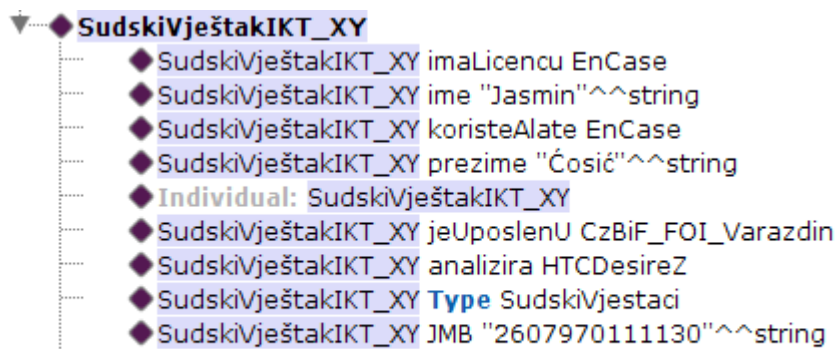 SudskiVještakIKT_XY
SudskiVještakIKT_XY imaLicencu EnCase
SudskiVještakIKT_XY ime "Jasmin"^^string
SudskiVještakIKT_XY koristeAlate EnCase
SudskiVještakIKT_XY prezime "Ćosić"^^string
Individual: SudskiVještakIKT_XY
SudskiVještakIKT_XY jeUposlenU CzBiF_FOI_Varazdin
SudskiVještakIKT_XY analizira HTCDesireZ
SudskiVještakIKT_XY Type SudskiVjestaci
SudskiVještakIKT_XY JMB "2607970111130"^^string